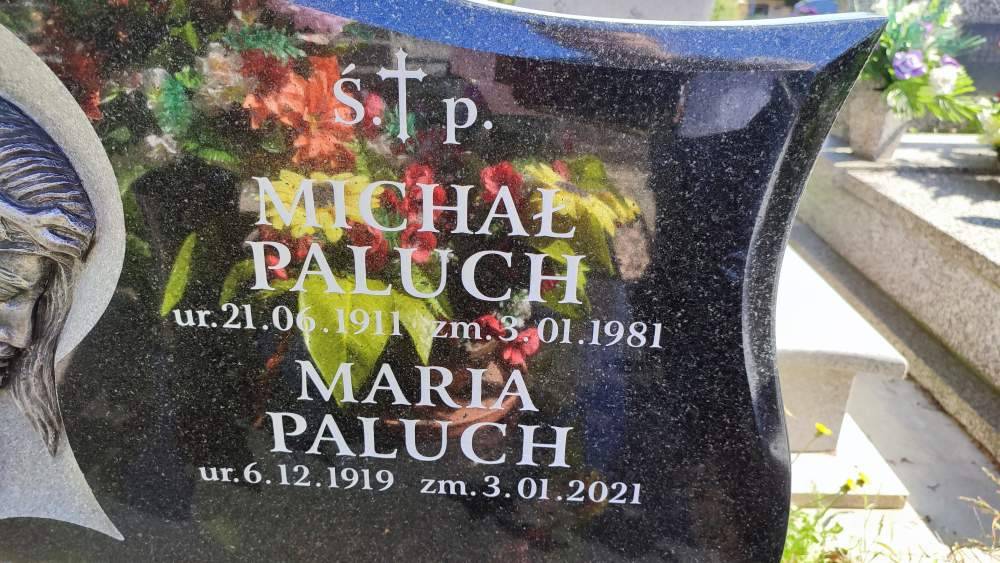 Ś. † p.
MICHAŁ
PALUCH
ur. 21.06.1911 zm. 3.01.1981
MARIA
PALUCH
ur. 6.12.1919 zm. 3.01.2021